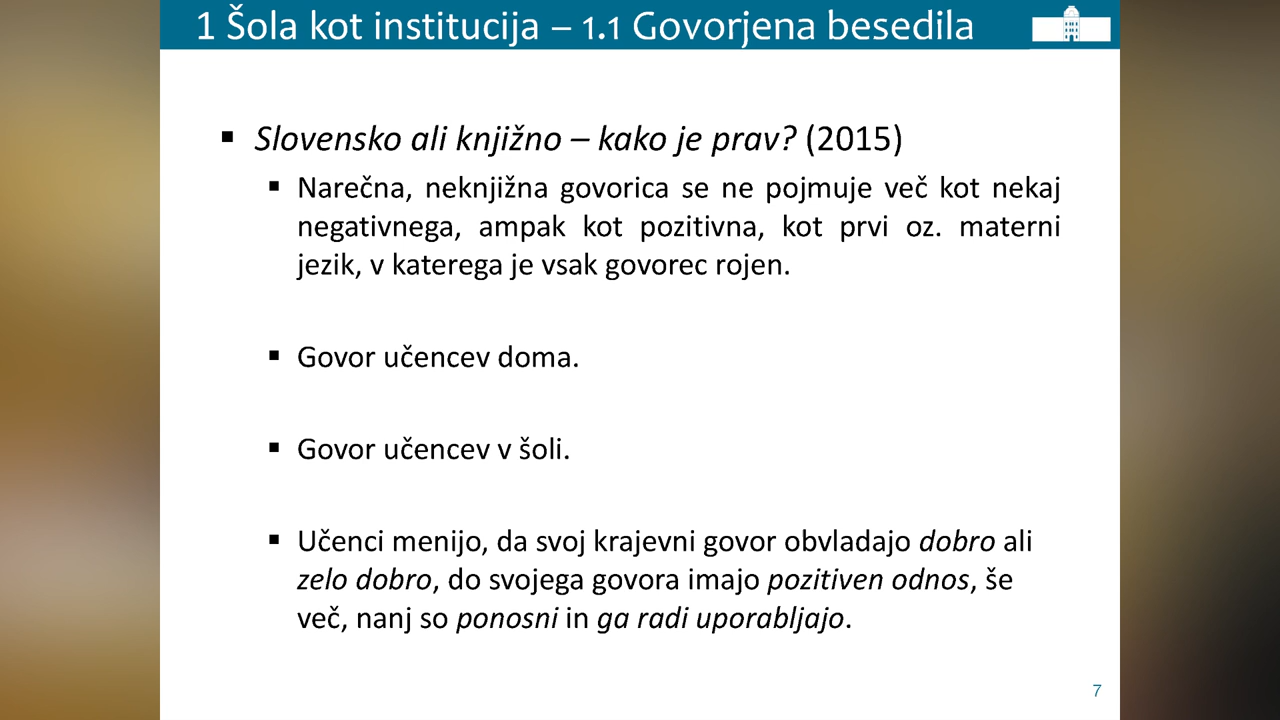 1 Šola kot institucija – 1.1 Govorjena besedila
▪ Slovensko ali knjižno – kako je prav? (2015)
▪ Narečna, neknjižna govorica se ne pojmuje več kot nekaj
negativnega, ampak kot pozitivna, kot prvi oz. materni
jezik, v katerega je vsak govorec rojen.
▪ Govor učencev doma.
▪ Govor učencev v šoli.
▪ Učenci menijo, da svoj krajevni govor obvladajo dobro ali
zelo dobro, do svojega govora imajo pozitiven odnos, še
več, nanj so ponosni in ga radi uporabljajo.
7